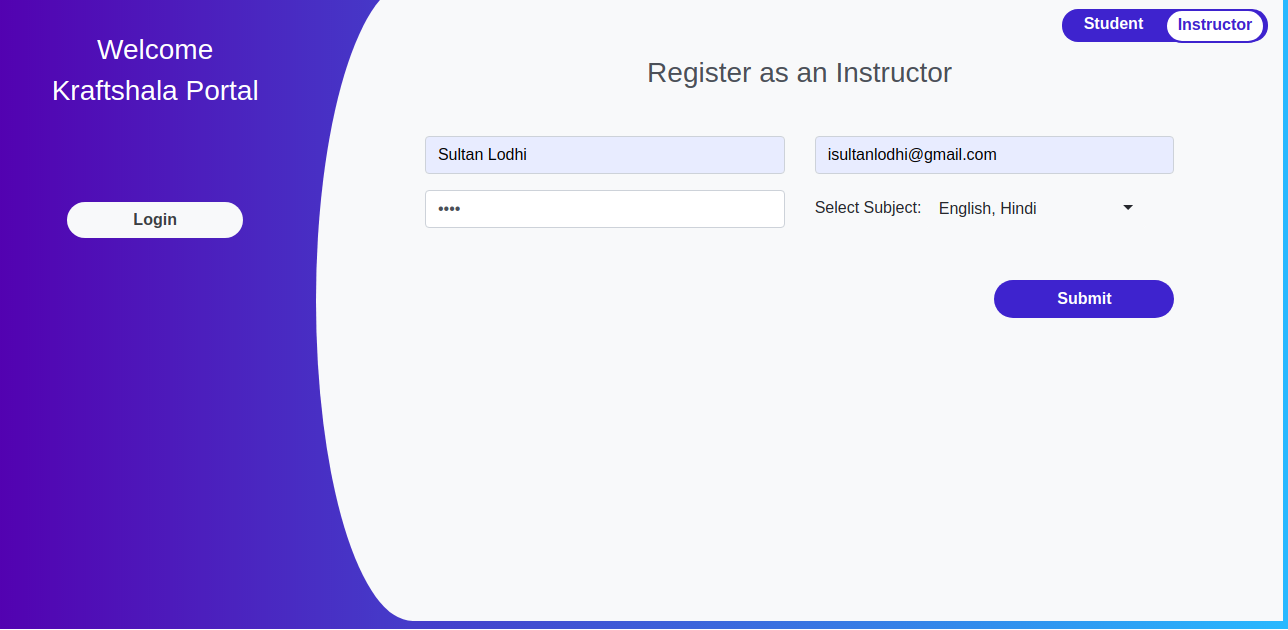 Welcome
Kraftshala Portal
Login
Student Instructor
Register as an Instructor
Sultan Lodhi
isultanlodhi@gmail.com
••••
Select Subject: English, Hindi
Submit